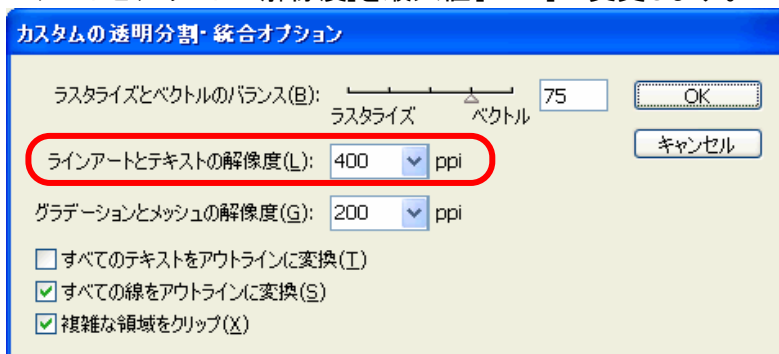 カスタムの透明分割・統合オプション
ラスタライズとベクトルのバランス(B):
75
OK
ラスタライズ
ベクトル
キャンセル
ラインアートとテキストの解像度(L): 400 ppi
グラデーションとメッシュの解像度(G): 200 ppi
すべてのテキストをアウトラインに変換(T)
すべての線をアウトラインに変換(S)
複雑な領域をクリップ(X)